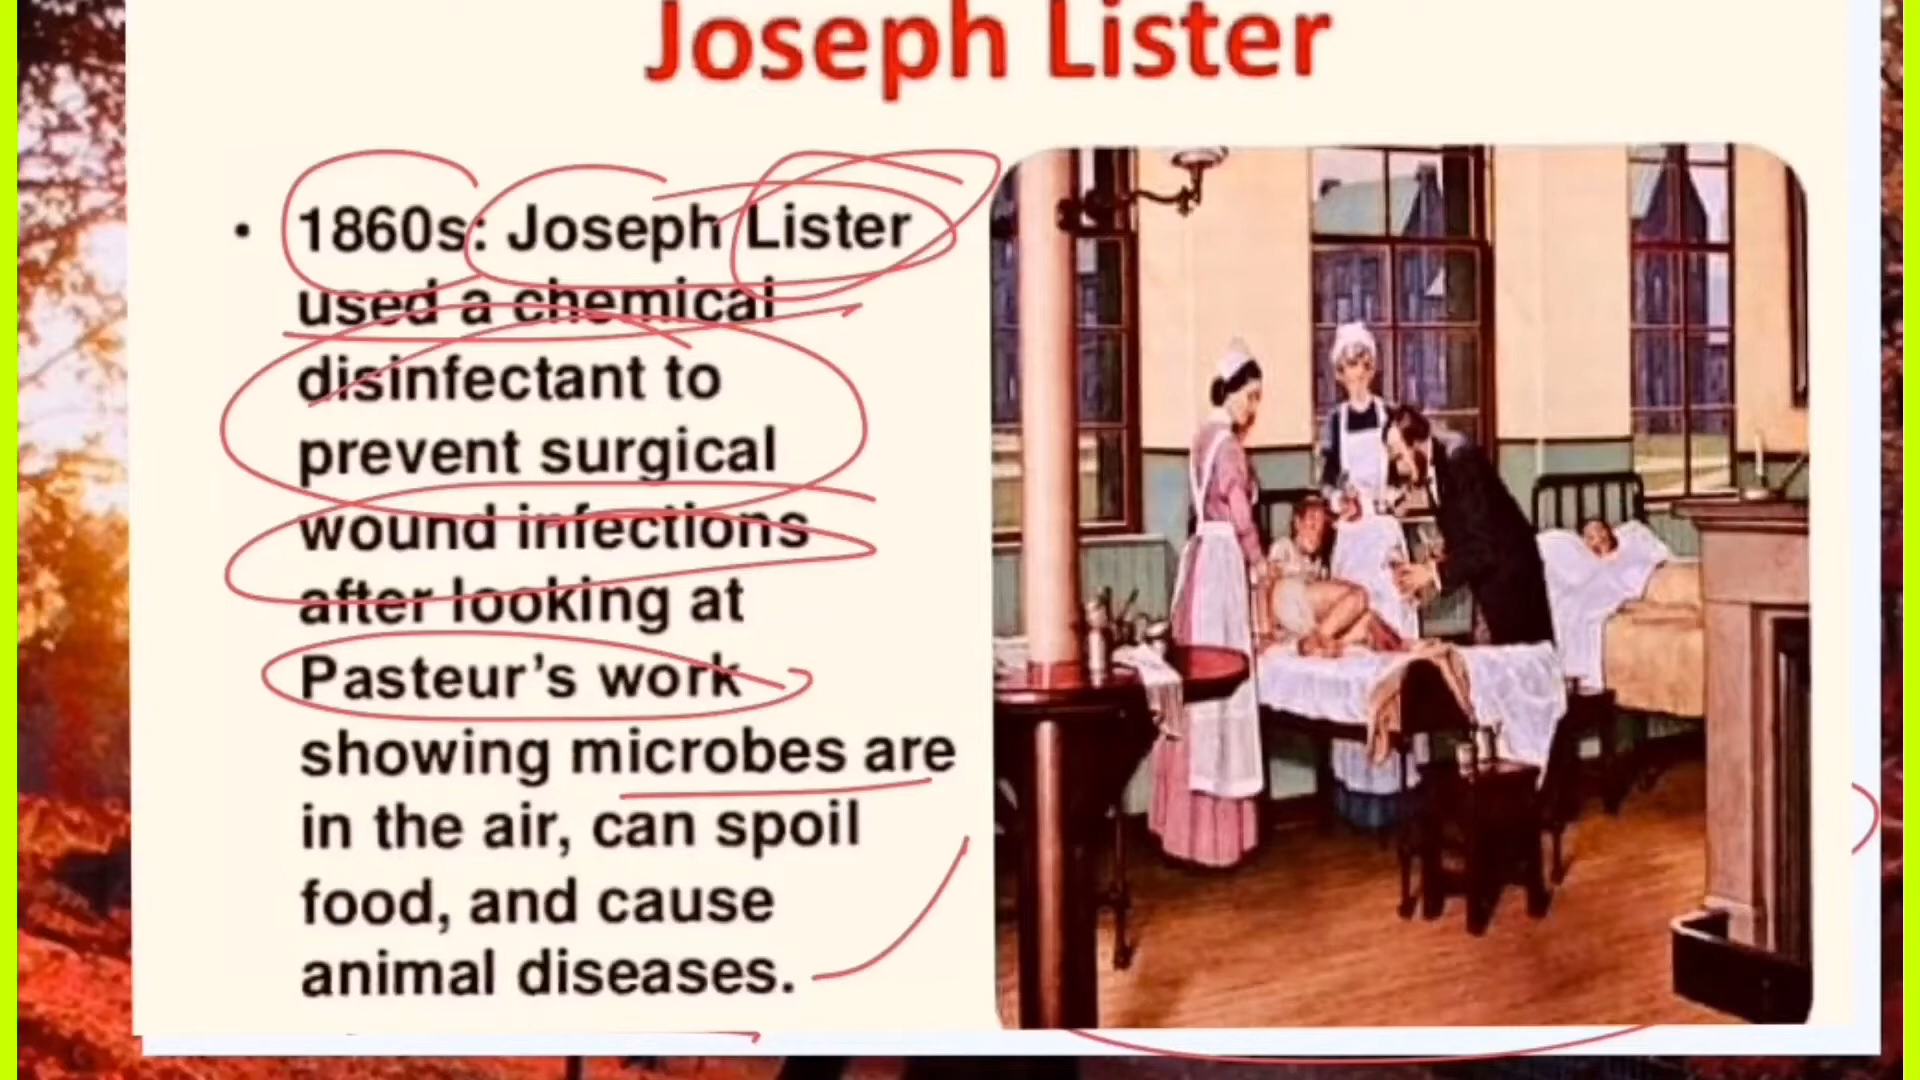 Joseph Lister
• 1860s: Joseph Lister
used a chemical
disinfectant to
prevent surgical
wound infections
after looking at
Pasteur’s work
showing microbes are
in the air, can spoil
food, and cause
animal diseases.